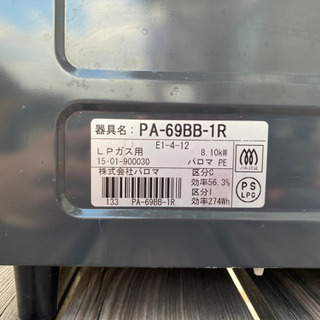 器具名: PA-69BB-1R
E1-4-12
LPガス用 8.10kW
15・01-900030 パロマ PE
株式会社パロマ 区分C
効率56.3%
区分I
133 PA-69BB-1R 効率274Wh
PS
LPG